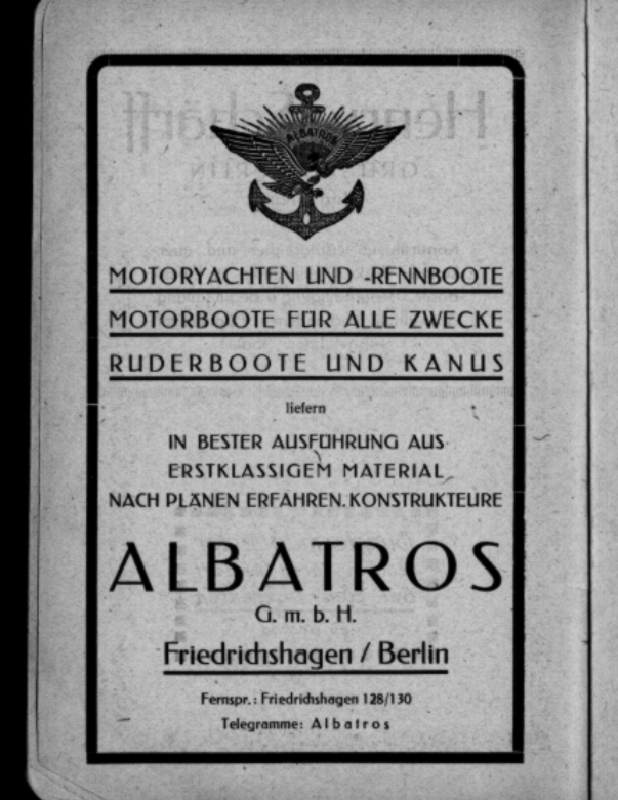 ALBATROS
MOTORYACHTEN UND -RENNBOOTE
MOTORBOOTE FÜR ALLE ZWECKE
RUDERBOOTE UND KANUS
liefern
IN BESTER AUSFÜHRUNG AUS
ERSTKLASSIGEM MATERIAL
NACH PLÄNEN ERFAHREN. KONSTRUKTEURE
ALBATROS
G. m. b. H.
Friedrichshagen / Berlin
Fernspr.: Friedrichshagen 128/130
Telegramme: Albatros